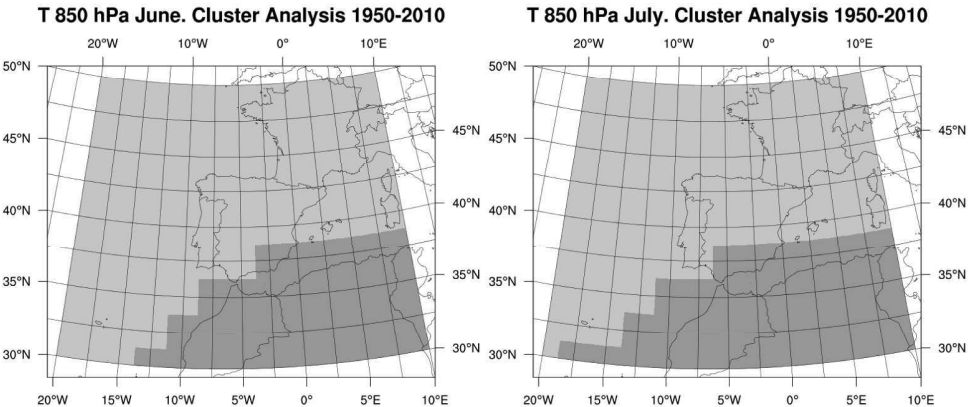 T 850 hPa June. Cluster Analysis 1950-2010
20°W 10°W 0° 10°E
50°N
45°N 45°N
40°N 40°N
35°N 35°N
30°N 30°N
20°W 15°W 10°W 5°W 0° 5°E 10°E
T 850 hPa July. Cluster Analysis 1950-2010
20°W 10°W 0° 10°E
50°N
45°N 45°N
40°N 40°N
35°N 35°N
30°N 30°N
20°W 15°W 10°W 5°W 0° 5°E 10°E